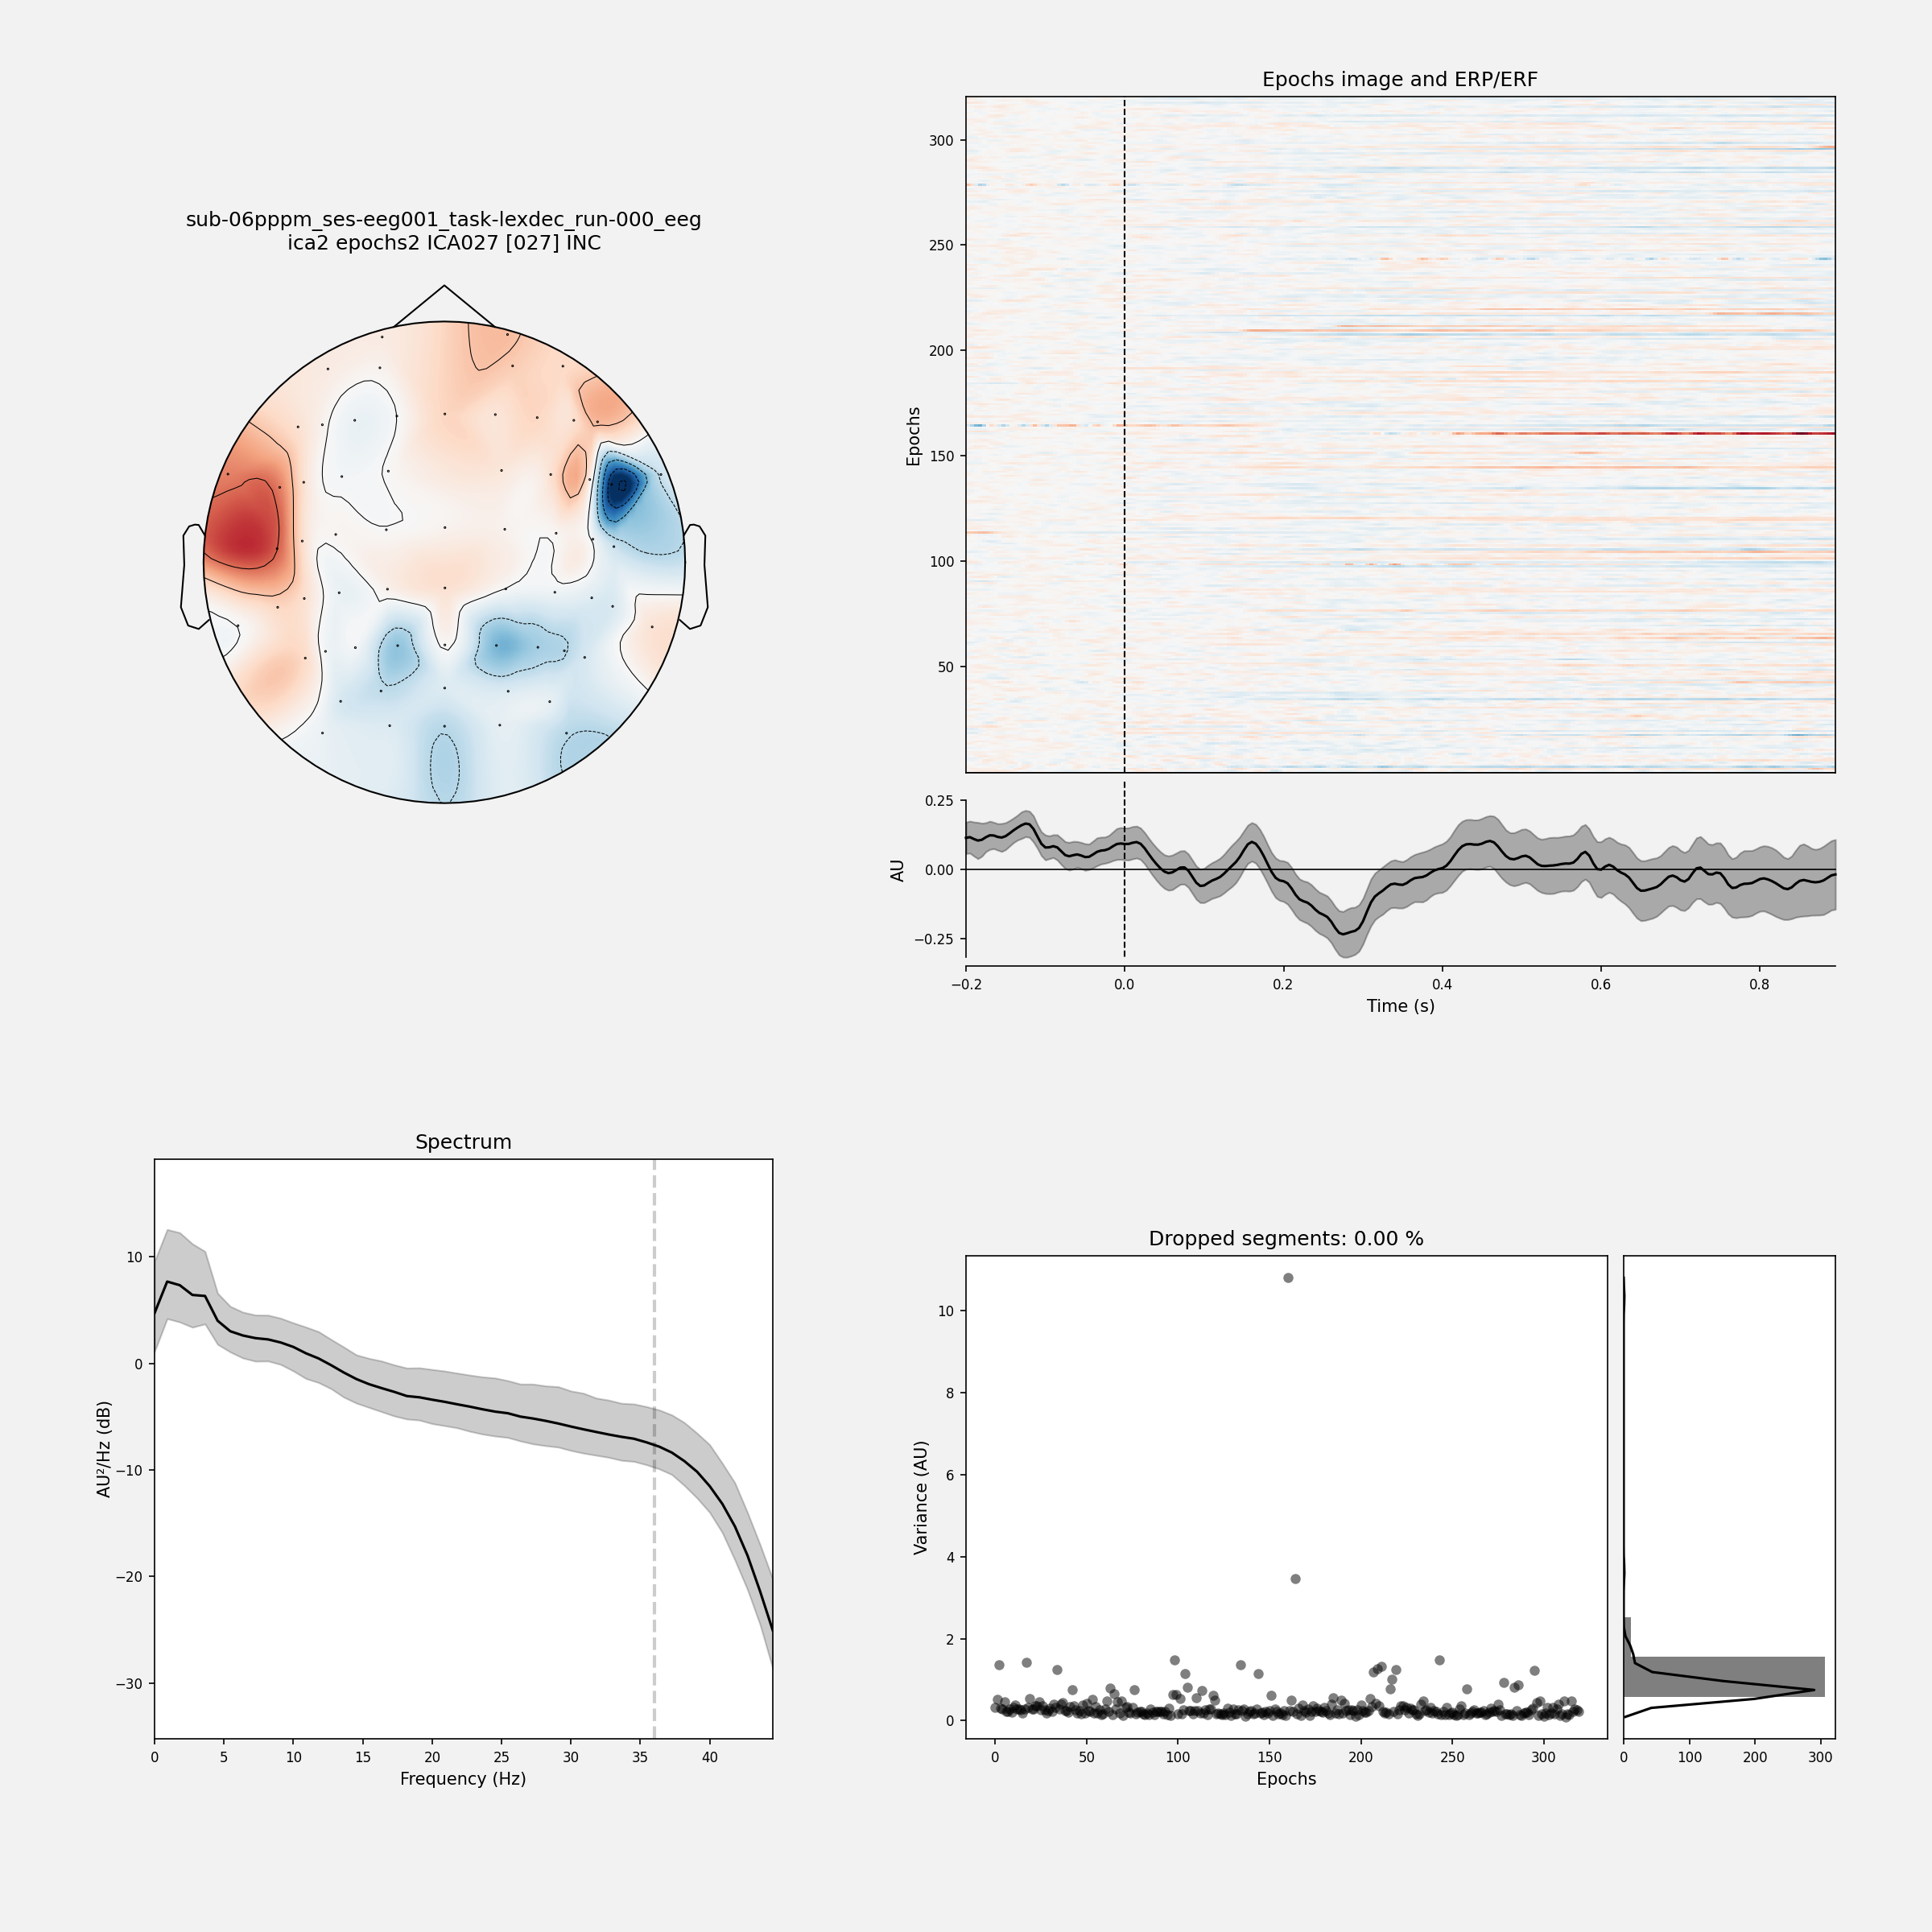 sub-06pppm_ses-eeg001_task-lexdec_run-000_eeg
ica2 epochs2 ICA027 [027] INC
Epochs image and ERP/ERF
Epochs
300
250
200
150
100
50
AU
0.25
0.00
−0.25
−0.2 0.0 0.2 0.4 0.6 0.8
Time (s)
Spectrum
AU²/Hz (dB)
10
0
−10
−20
−30
0 5 10 15 20 25 30 35 40
Frequency (Hz)
Dropped segments: 0.00 %
Variance (AU)
10
8
6
4
2
0
0 50 100 150 200 250 300
Epochs
0 100 200 300